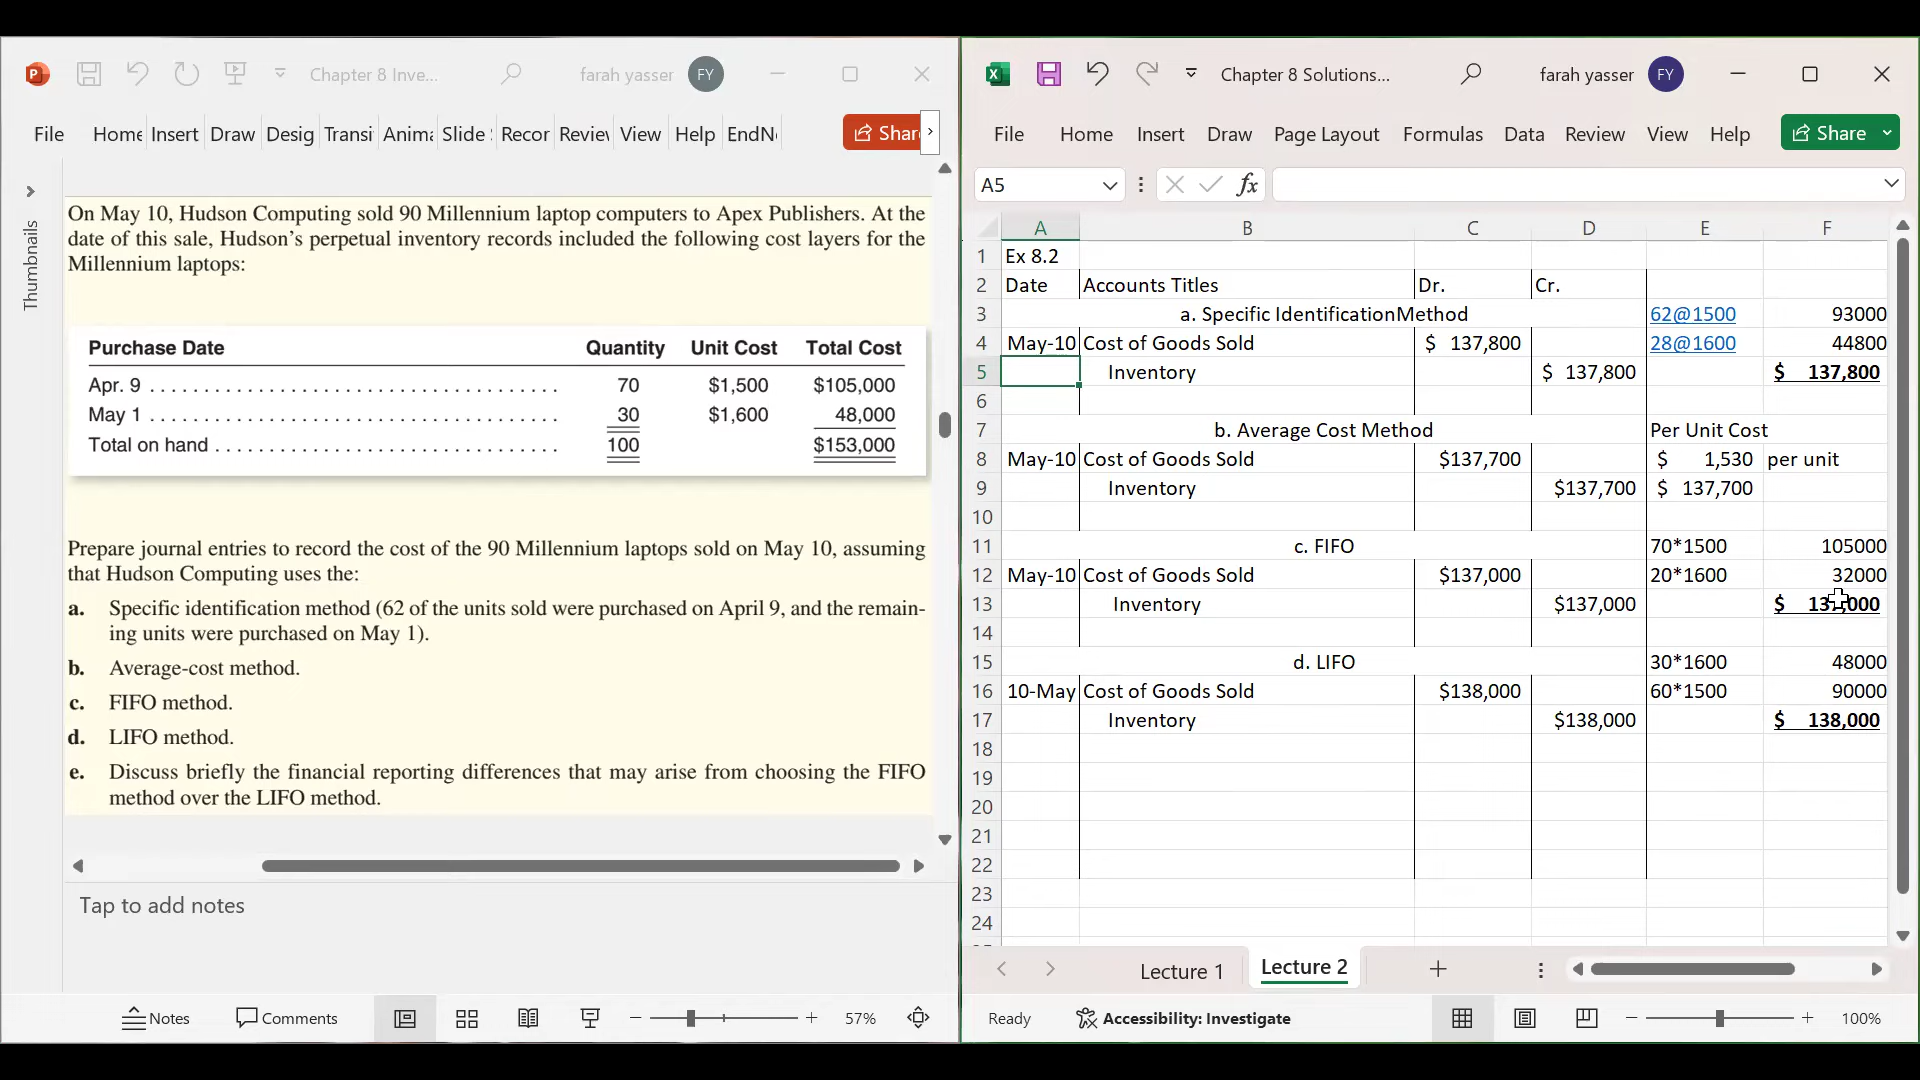 Chapter 8 Inve...
farah yasser
FY
File Home Insert Draw Desig Transi Slide Recor Help EndN
Shar
Thumbnails
On May 10, Hudson Computing sold 90 Millennium laptop computers to Apex Publishers. At the
date of this sale, Hudson's perpetual inventory records included the following cost layers for the
Millennium laptops:
Purchase Date Quantity Unit Cost Total Cost
Apr. 9 70 $1,500 $105,000
May 1 30 $1,600 48,000
Total on hand 100 $153,000
Prepare journal entries to record the cost of the 90 Millennium laptops sold on May 10, assuming
that Hudson Computing uses the:
a. Specific identification method (62 of the units sold were purchased on April 9, and the remain-
ing units were purchased on May 1).
b. Average-cost method.
c. FIFO method.
d. LIFO method.
e. Discuss briefly the financial reporting differences that may arise from choosing the FIFO
method over the LIFO method.
Tap to add notes
Notes Comments 57%
Chapter 8 Solutions...
farah yasser
FY
File Home Insert Draw Page Layout Formulas Data Review View Help Share
A5 fx
A B C D E F
1 Ex 8.2
2 Date Accounts Titles Dr. Cr.
3 a. Specific IdentificationMethod 62@1500 93000
4 May-10 Cost of Goods Sold $ 137,800 28@1600 44800
5 Inventory $ 137,800 $ 137,800
6
7 b. Average Cost Method Per Unit Cost
8 May-10 Cost of Goods Sold $137,700 $ 1,530 per unit
9 Inventory $137,700 $ 137,700
10
11 c. FIFO 70*1500 105000
12 May-10 Cost of Goods Sold $137,000 20*1600 32000
13 Inventory $137,000 $ 137,000
14
15 d. LIFO 30*1600 48000
16 10-May Cost of Goods Sold $138,000 60*1500 90000
17 Inventory $138,000 $ 138,000
18
19
20
21
22
23
24
Lecture 1 Lecture 2
Ready Accessibility: Investigate 100%